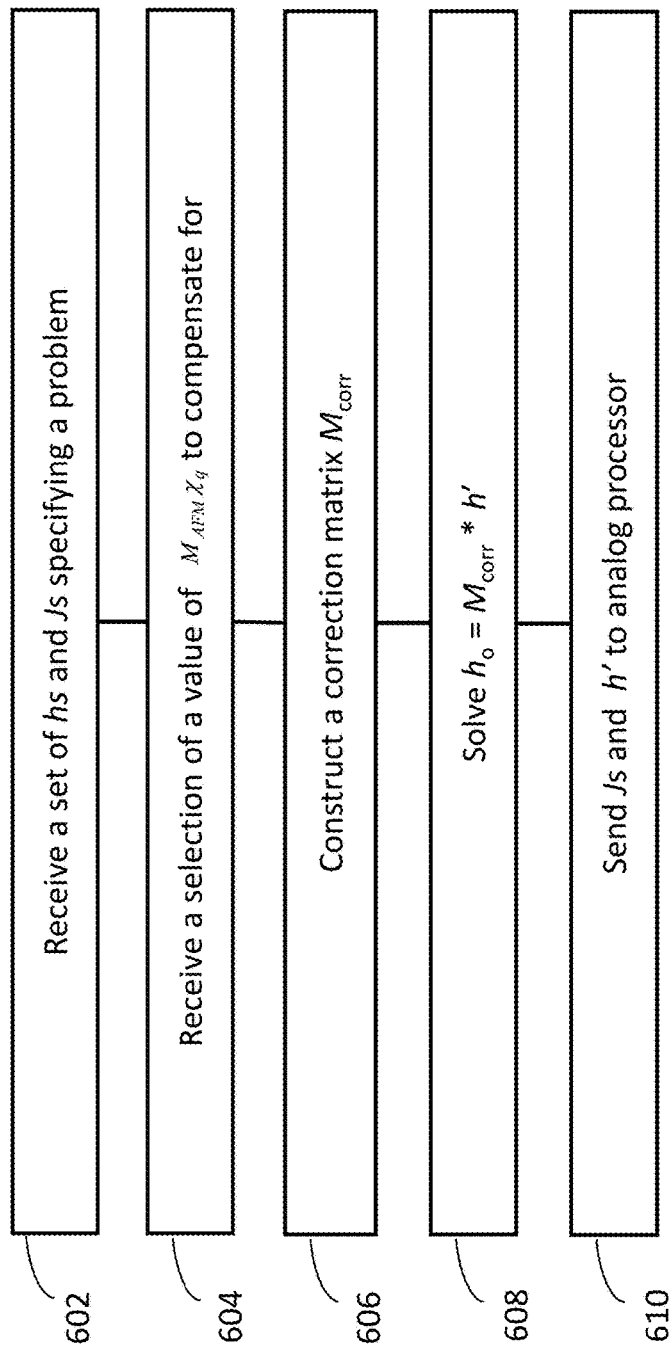 602
Receive a set of hs and Js specifying a problem
604
Receive a selection of a value of M_AFM χ_q to compensate for
606
Construct a correction matrix M_corr
608
Solve h_o = M_corr * h'
610
Send Js and h' to analog processor